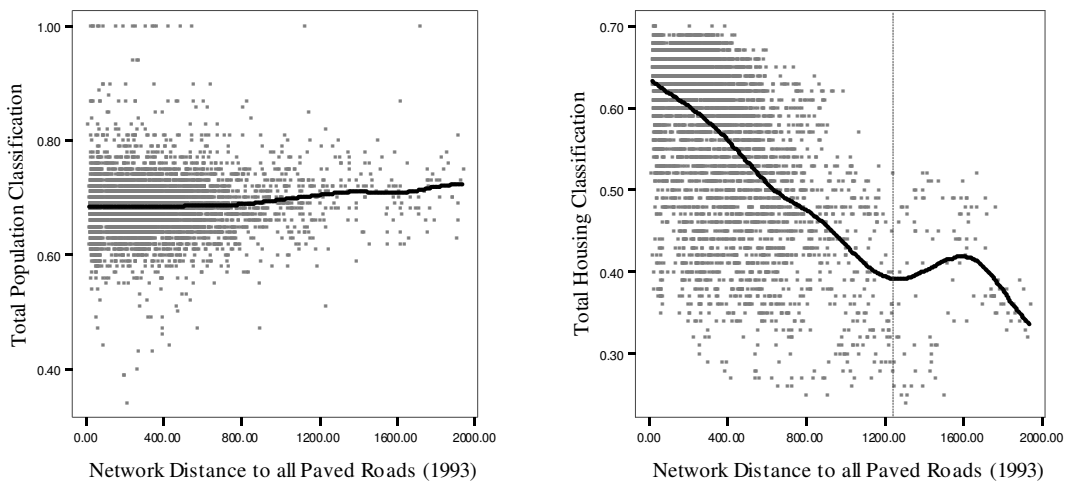 1.00
0.80
0.60
0.40
Total Population Classification
0.00 400.00 800.00 1200.00 1600.00 2000.00
Network Distance to all Paved Roads (1993)
0.70
0.60
0.50
0.40
0.30
Total Housing Classification
0.00 400.00 800.00 1200.00 1600.00 2000.00
Network Distance to all Paved Roads (1993)